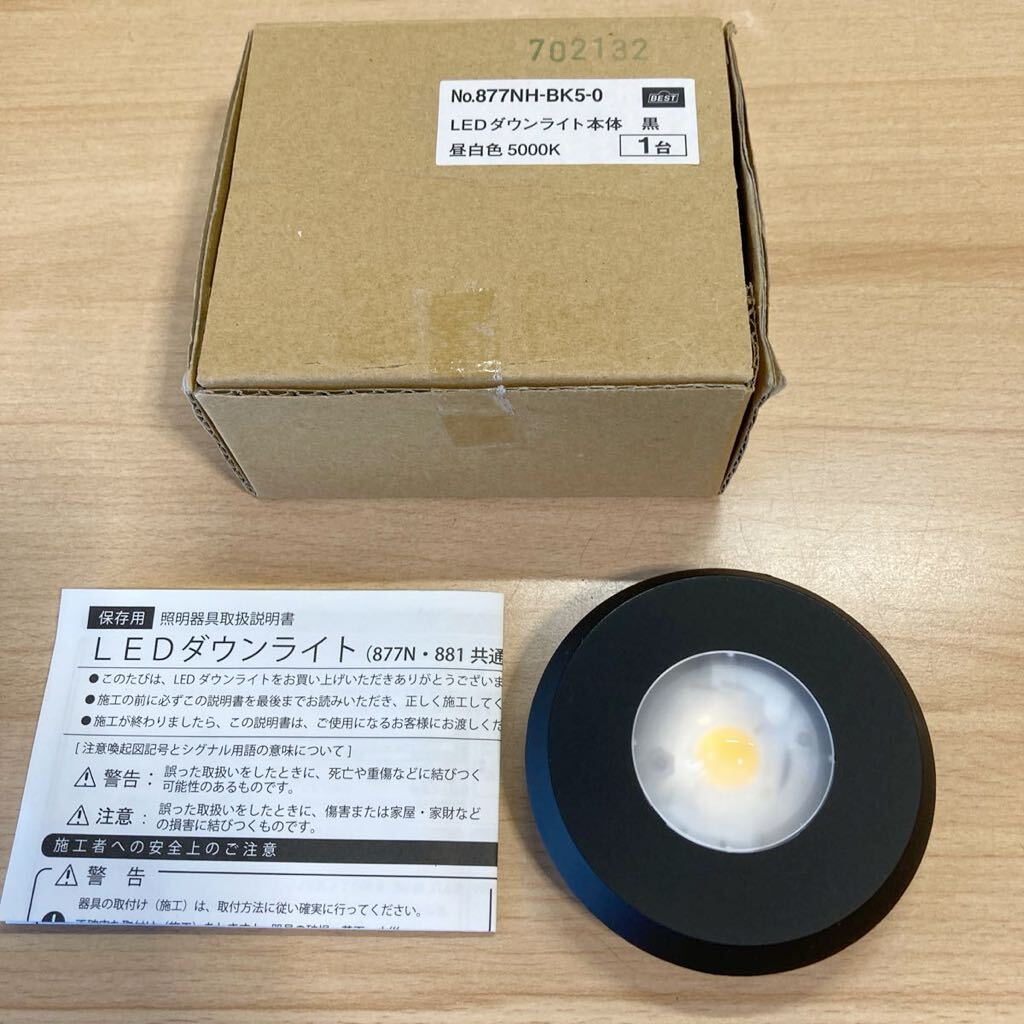 702132
No.877NH-BK5-0
BEST
LEDダウンライト本体 黒
昼白色 5000K
1台
保存用 照明器具取扱説明書
LEDダウンライト（877N・881 共通
●このたびは、LED ダウンライトをお買い上げいただきありがとうございま
●施工の前に必ずこの説明書を最後までお読みいただき、正しく施工してく
●施工が終わりましたら、この説明書は、ご使用になるお客様にお渡しくだ
[ 注意喚起図記号とシグナル用語の意味について ]
警告：誤った取扱いをしたときに、死亡や重傷などに結びつく
可能性のあるものです。
注意：誤った取扱いをしたときに、傷害または家屋・家財など
の損害に結びつくものです。
施工者への安全上のご注意
警告
器具の取付け（施工）は、取付方法に従い確実に行ってください。